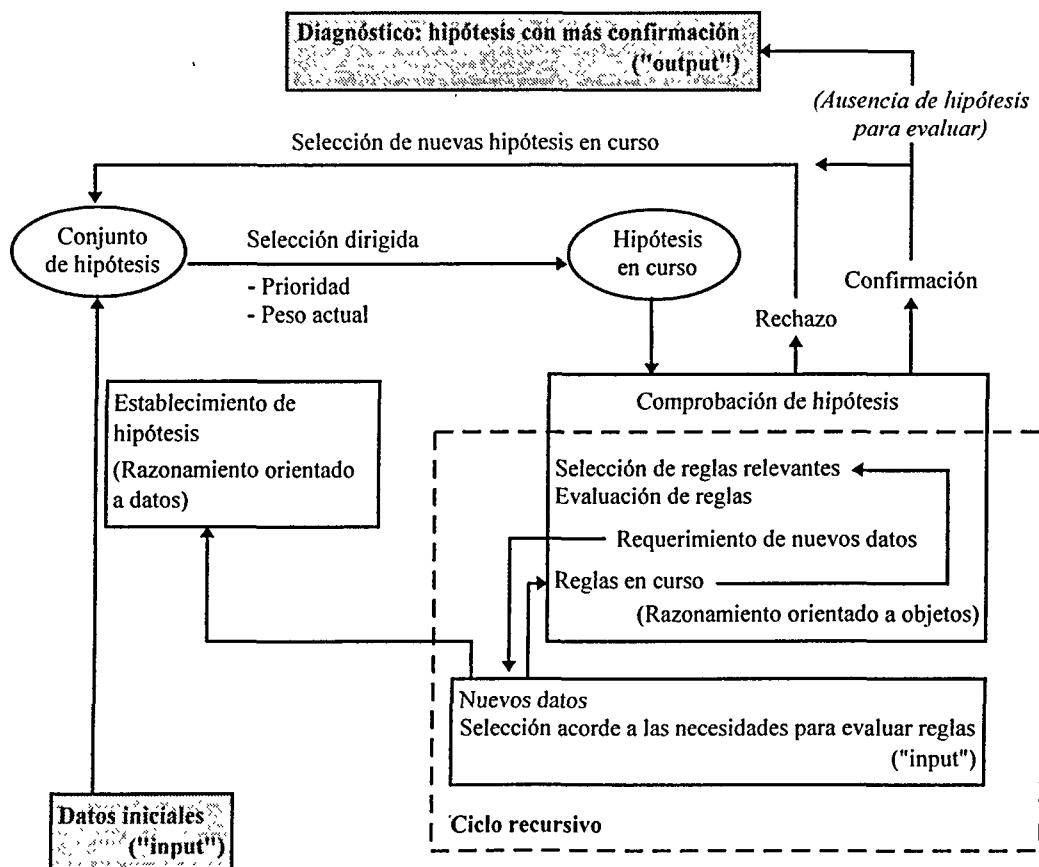 Diagnóstico: hipótesis con más confirmación
("output")
(Ausencia de hipótesis
para evaluar)
Selección de nuevas hipótesis en curso
Conjunto
de hipótesis
Selección dirigida
- Prioridad
- Peso actual
Hipótesis
en curso
Confirmación
Rechazo
Establecimiento de
hipótesis
(Razonamiento orientado
a datos)
Comprobación de hipótesis
Selección de reglas relevantes
Evaluación de reglas
Requerimiento de nuevos datos
Reglas en curso
(Razonamiento orientado a objetos)
Nuevos datos
Selección acorde a las necesidades para evaluar reglas
("input")
Ciclo recursivo
Datos iniciales
("input")